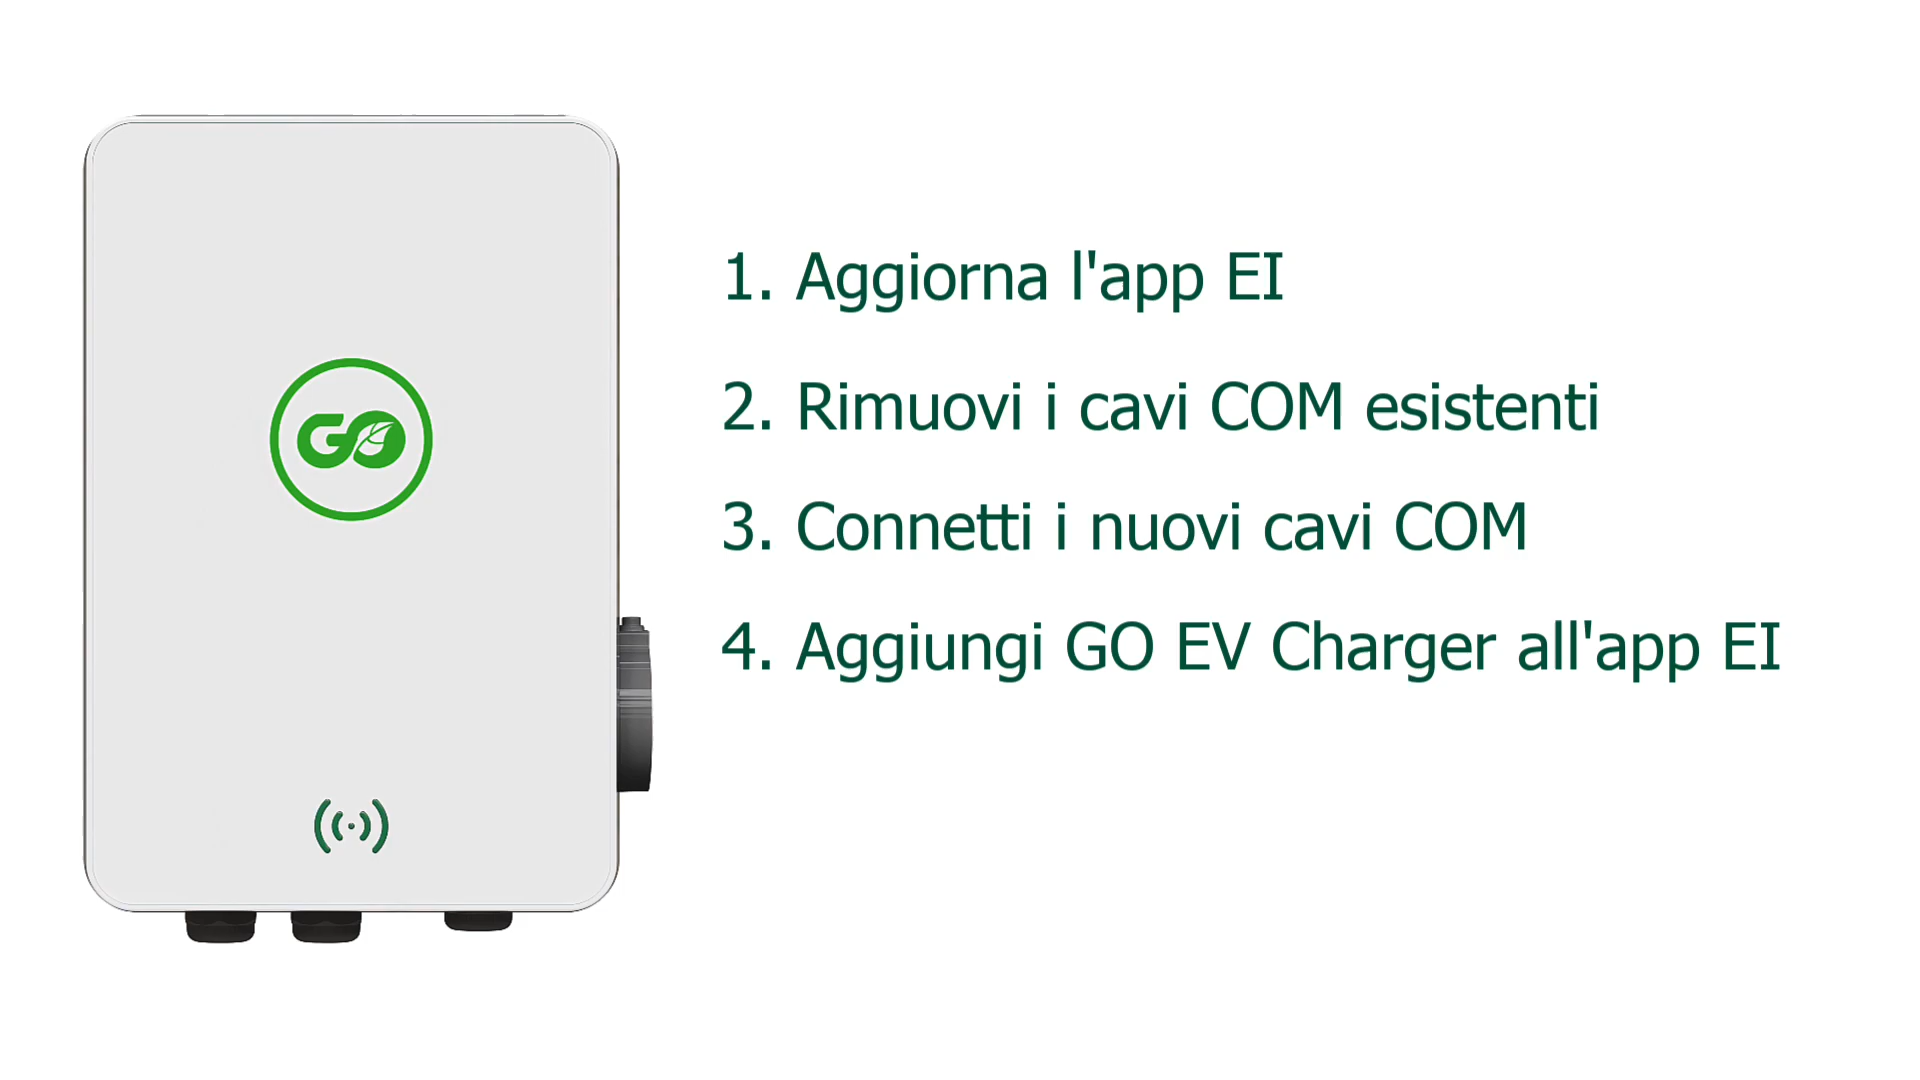 GO
1. Aggiorna l'app EI
2. Rimuovi i cavi COM esistenti
3. Connetti i nuovi cavi COM
4. Aggiungi GO EV Charger all'app EI